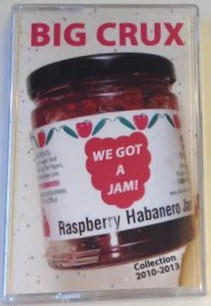 BIG CRUX
WE GOT
A
JAM!
Raspberry Habanero Jam
Collection
2010-2013